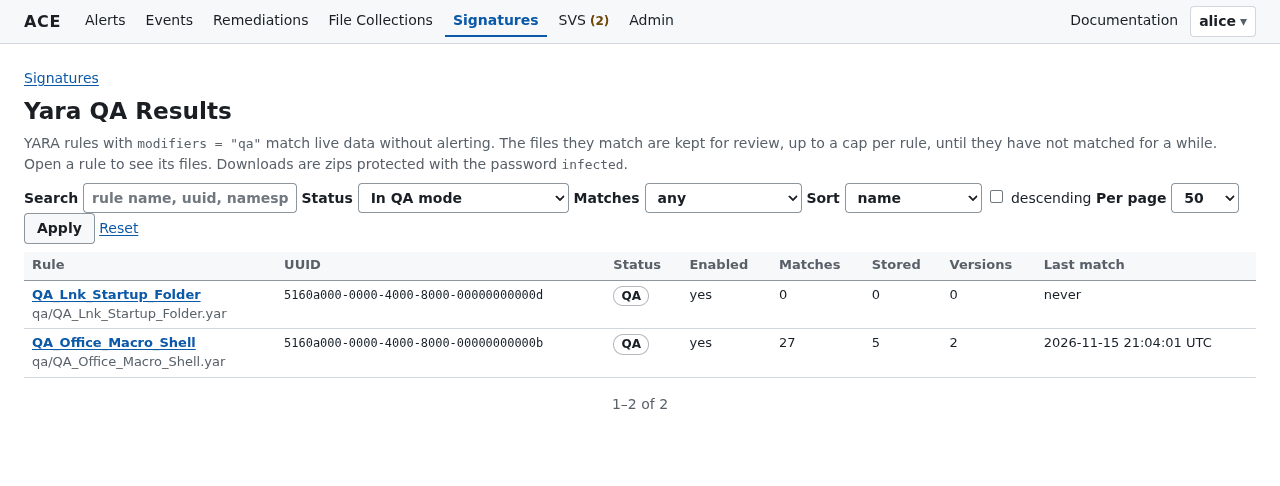 ACE Alerts Events Remediations File Collections Signatures SVS (2) Admin Documentation alice ▾
Signatures
Yara QA Results
YARA rules with modifiers = "qa" match live data without alerting. The files they match are kept for review, up to a cap per rule, until they have not matched for a while.
Open a rule to see its files. Downloads are zips protected with the password infected.
Search rule name, uuid, namesp Status In QA mode Matches any Sort name descending Per page 50
Apply Reset
Rule UUID Status Enabled Matches Stored Versions Last match
QA_Lnk_Startup_Folder 5160a000-0000-4000-8000-00000000000d QA yes 0 0 0 never
qa/QA_Lnk_Startup_Folder.yar
QA_Office_Macro_Shell 5160a000-0000-4000-8000-00000000000b QA yes 27 5 2 2026-11-15 21:04:01 UTC
qa/QA_Office_Macro_Shell.yar
1–2 of 2